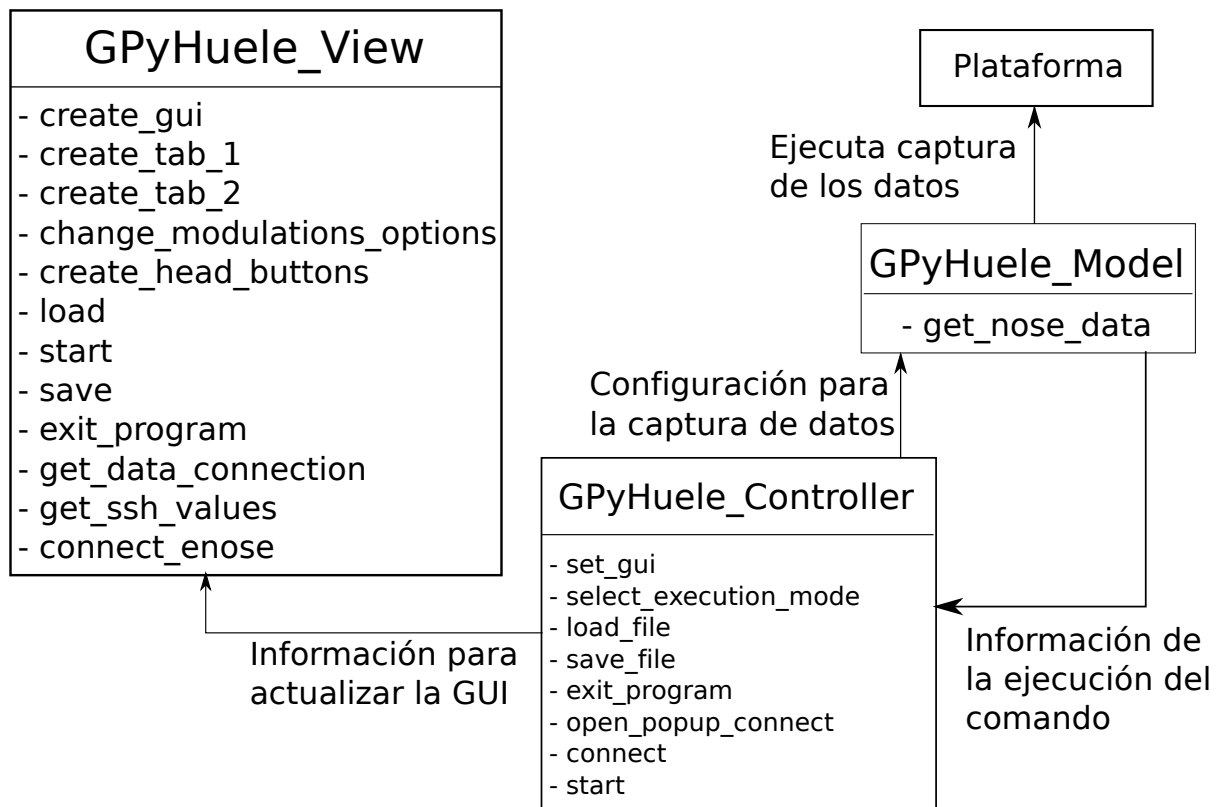 GPyHuele_View
- create_gui
- create_tab_1
- create_tab_2
- change_modulations_options
- create_head_buttons
- load
- start
- save
- exit_program
- get_data_connection
- get_ssh_values
- connect_enose
Plataforma
Ejecuta captura
de los datos
GPyHuele_Model
- get_nose_data
Configuración para
la captura de datos
GPyHuele_Controller
- set_gui
- select_execution_mode
- load_file
- save_file
- exit_program
- open_popup_connect
- connect
- start
Información para
actualizar la GUI
Información de
la ejecución del
comando